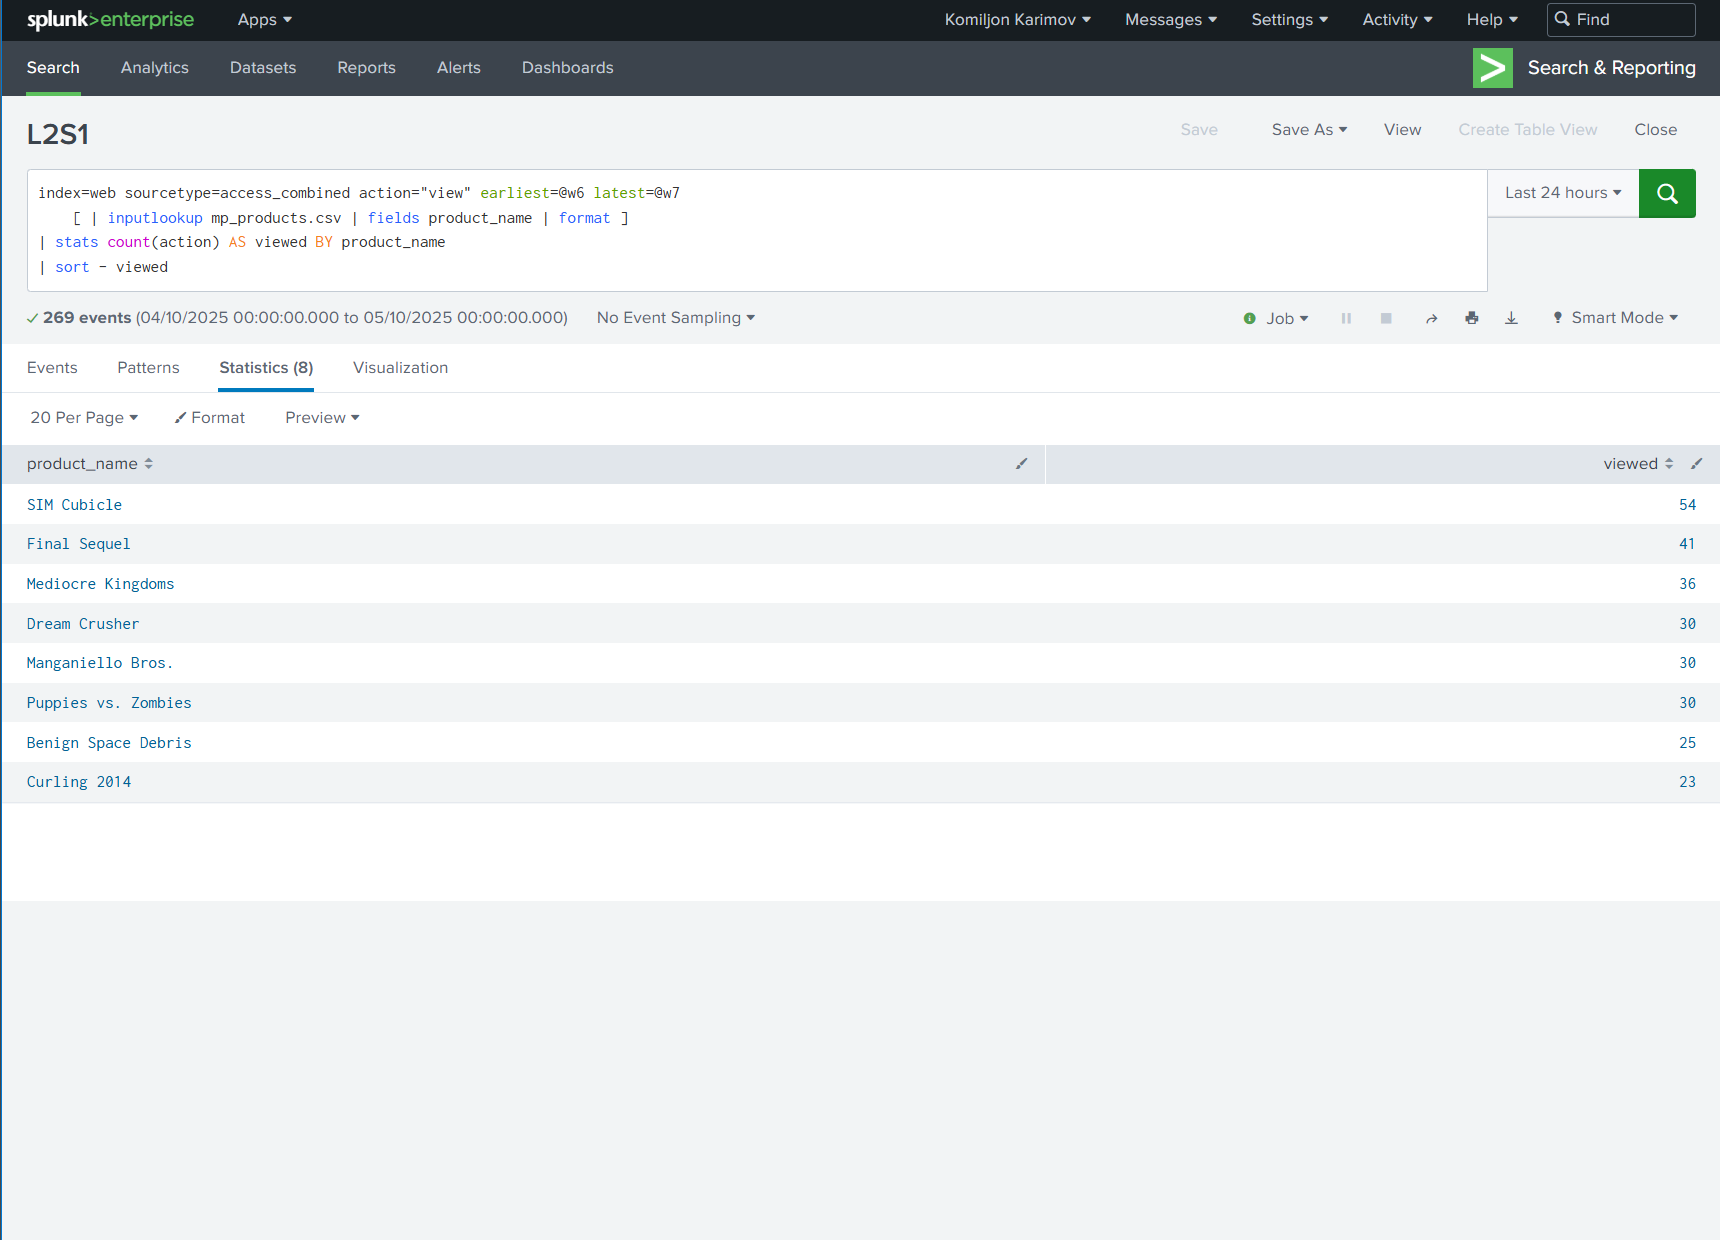 splunk>enterprise Apps Komiljon Karimov Messages Settings Activity Help Find
Search Analytics Datasets Reports Alerts Dashboards Search & Reporting
L2S1 Save Save As View Create Table View Close
index=web sourcetype=access_combined action="view" earliest=@w6 latest=@w7 Last 24 hours
[ | inputlookup mp_products.csv | fields product_name | format ]
| stats count(action) AS viewed BY product_name
| sort - viewed
269 events (04/10/2025 00:00:00.000 to 05/10/2025 00:00:00.000) No Event Sampling Job Smart Mode
Events Patterns Statistics (8) Visualization
20 Per Page Format Preview
product_name viewed
SIM Cubicle 54
Final Sequel 41
Mediocre Kingdoms 36
Dream Crusher 30
Manganiello Bros. 30
Puppies vs. Zombies 30
Benign Space Debris 25
Curling 2014 23